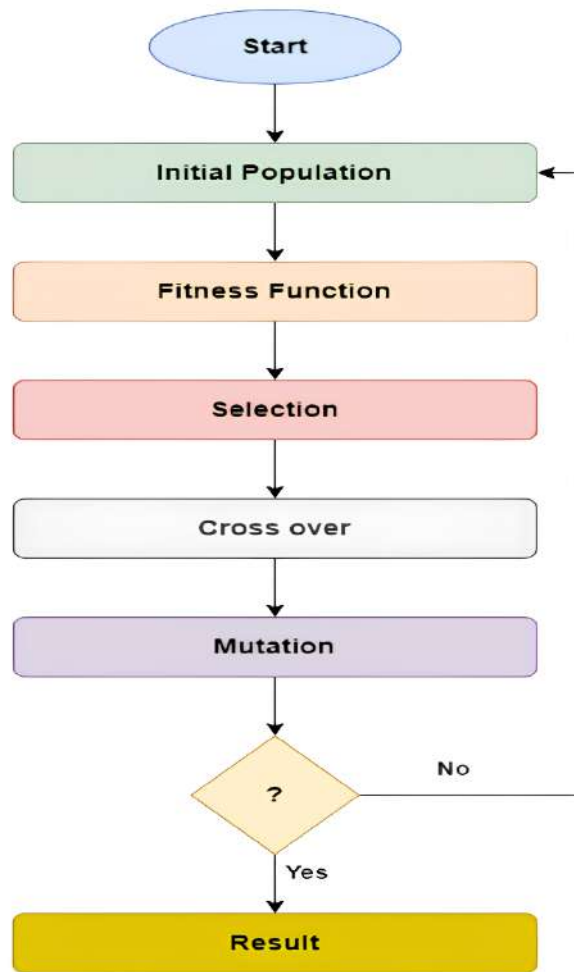 Start
Initial Population
Fitness Function
Selection
Cross over
Mutation
?
No
Yes
Result